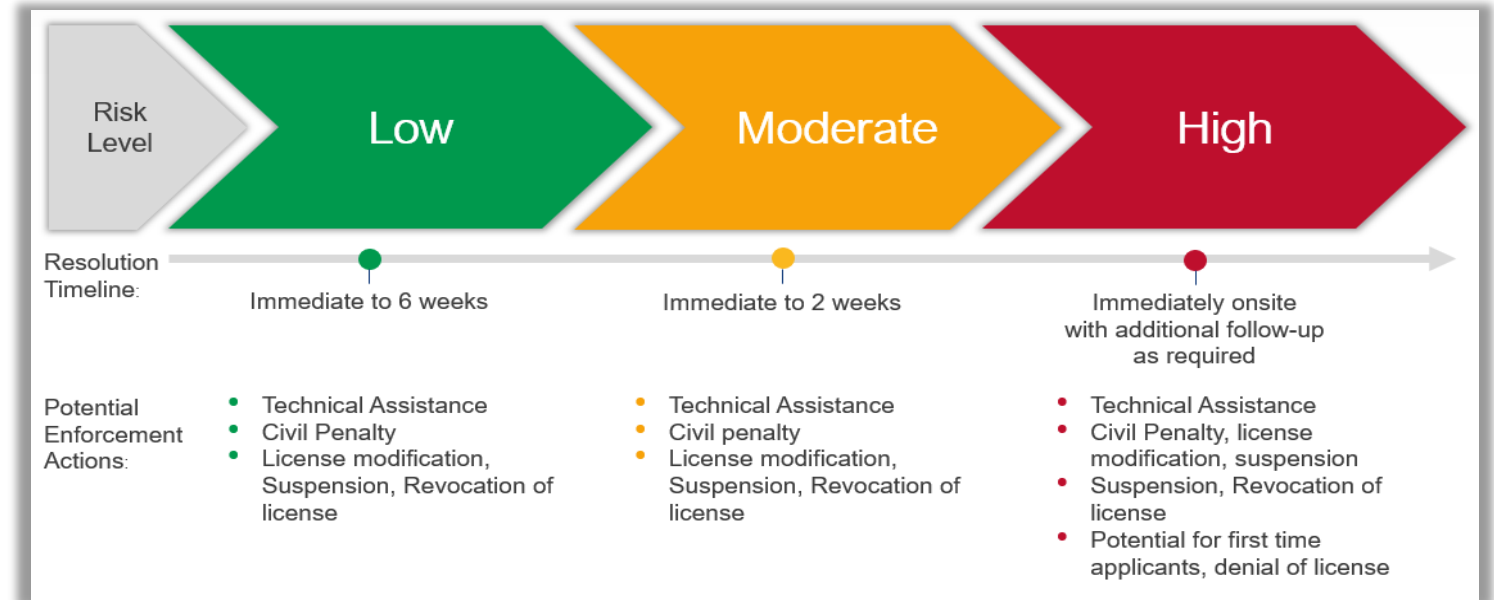 Risk
Level
Low
Moderate
High
Resolution
Timeline:
Immediate to 6 weeks
Immediate to 2 weeks
Immediately onsite
with additional follow-up
as required
Potential
Enforcement
Actions:
• Technical Assistance
• Civil Penalty
• License modification,
Suspension, Revocation of
license
• Technical Assistance
• Civil penalty
• License modification,
Suspension, Revocation of
license
• Technical Assistance
• Civil Penalty, license
modification, suspension
• Suspension, Revocation of
license
• Potential for first time
applicants, denial of license